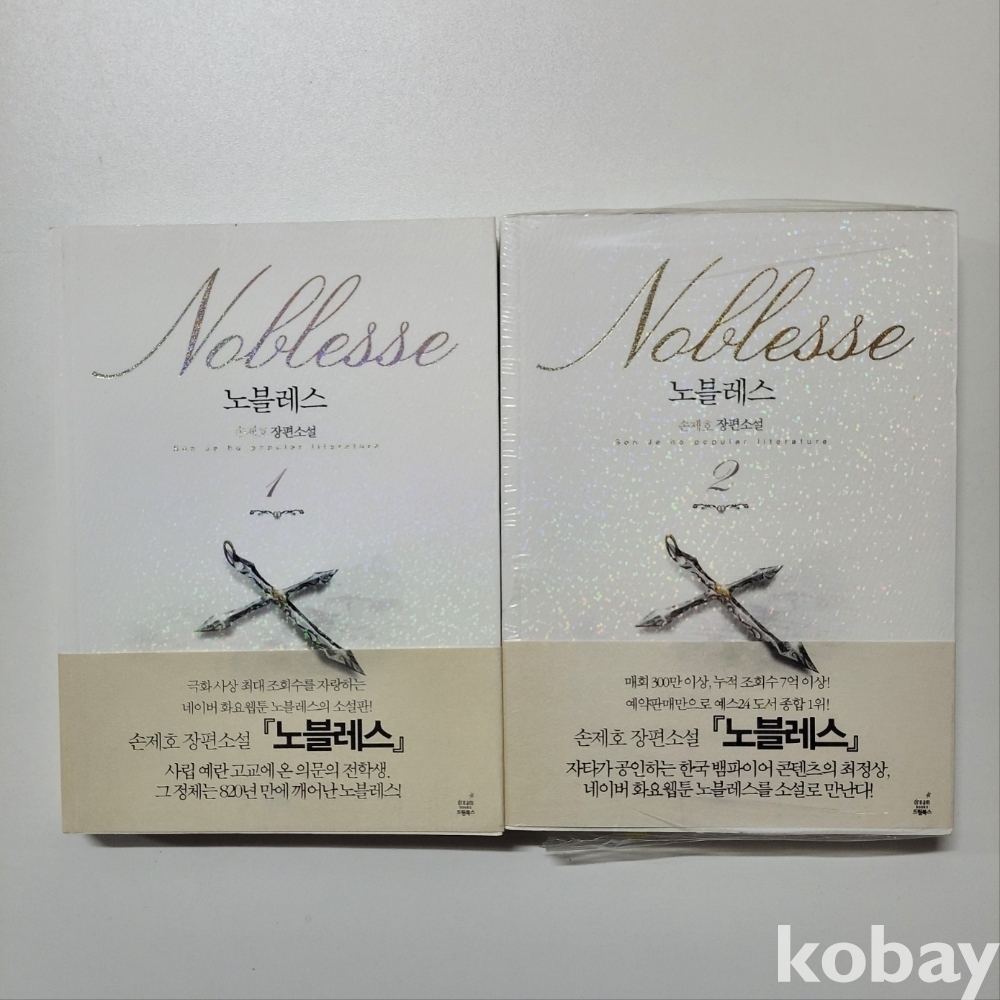 Noblesse
노블레스
손제호 장편소설
Son Je ho popular literature
1
극화 사상 최대 조회수를 자랑하는
네이버 화요웹툰 노블레스의 소설판!
손제호 장편소설 『노블레스』
사립 예란 고교에 온 의문의 전학생.
그 정체는 820년 만에 깨어난 노블레스!
books
드림북스
Noblesse
노블레스
손제호 장편소설
Son Je ho popular literature
2
매회 300만 이상, 누적 조회수 7억 이상!
예약판매만으로 예스24 도서 종합 1위!
손제호 장편소설 『노블레스』
자타가 공인하는 한국 뱀파이어 콘텐츠의 최정상,
네이버 화요웹툰 노블레스를 소설로 만난다!
books
드림북스
kobay